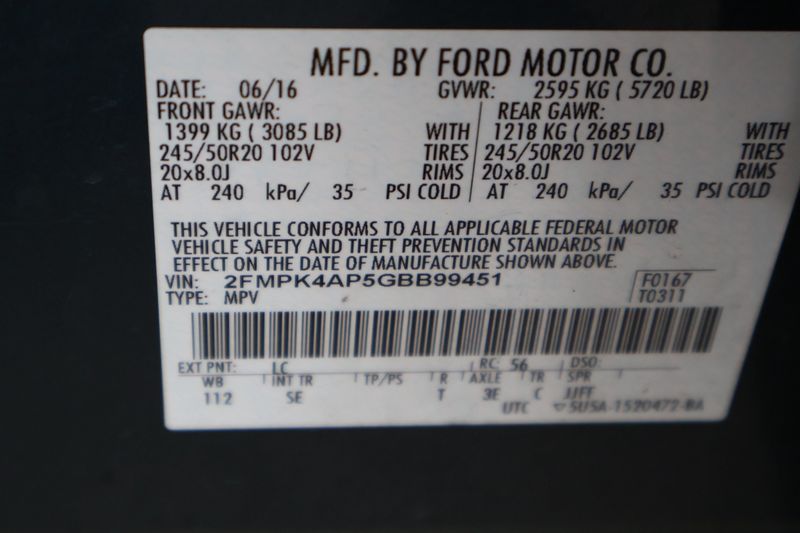 MFD. BY FORD MOTOR CO.
DATE: 06/16 GVWR: 2595 KG ( 5720 LB)
FRONT GAWR: REAR GAWR:
1399 KG ( 3085 LB) WITH 1218 KG ( 2685 LB) WITH
245/50R20 102V TIRES 245/50R20 102V TIRES
20x8.0J RIMS 20x8.0J RIMS
AT 240 kPa/ 35 PSI COLD AT 240 kPa/ 35 PSI COLD
THIS VEHICLE CONFORMS TO ALL APPLICABLE FEDERAL MOTOR
VEHICLE SAFETY AND THEFT PREVENTION STANDARDS IN
EFFECT ON THE DATE OF MANUFACTURE SHOWN ABOVE.
VIN: 2FMPK4AP5GBB99451 F0167
TYPE: MPV T0311
EXT PNT: LC RC: 56 DSO:
WB INT TR TP/PS R AXLE TR SPR
112 SE T 3E C JJFF
UTC 5U5A-1520472-BA